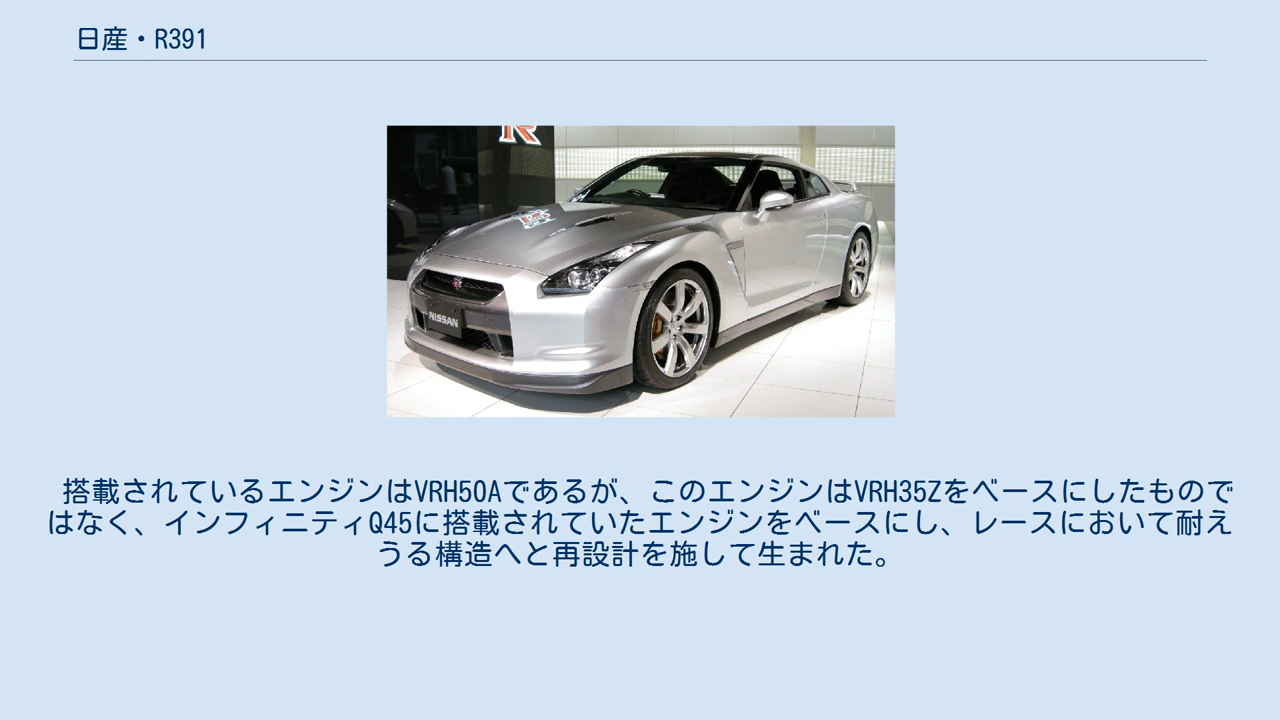 日産・R391
R
NISSAN
搭載されているエンジンはVRH50Aであるが、このエンジンはVRH35Zをベースにしたもので
はなく、インフィニティQ45に搭載されていたエンジンをベースにし、レースにおいて耐え
うる構造へと再設計を施して生まれた。